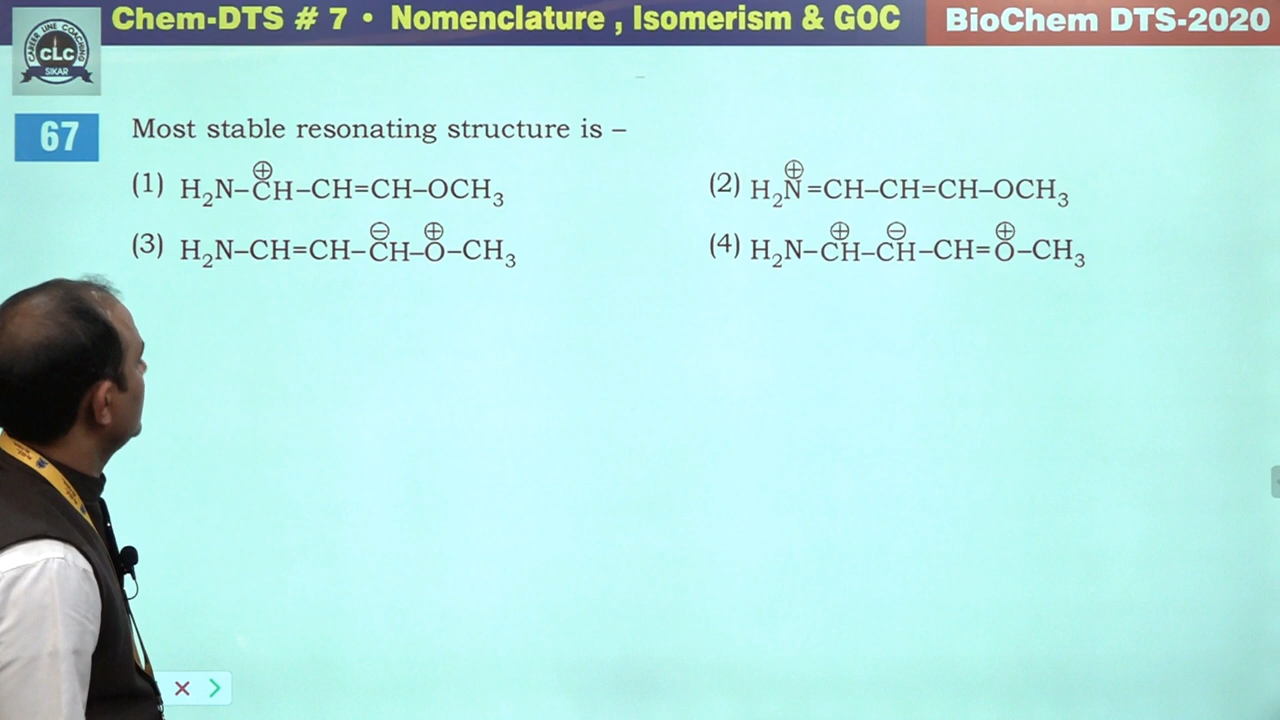 Chem-DTS # 7 • Nomenclature , Isomerism & GOC
BioChem DTS-2020
CAREER LINE COACHING
CLC
SIKAR
67
Most stable resonating structure is –
(1) H₂N–C⊕H–CH=CH–OCH₃
(2) H₂N⊕=CH–CH=CH–OCH₃
(3) H₂N–CH=CH–C⊖H–O⊕–CH₃
(4) H₂N–C⊕H–C⊖H–CH=O⊕–CH₃